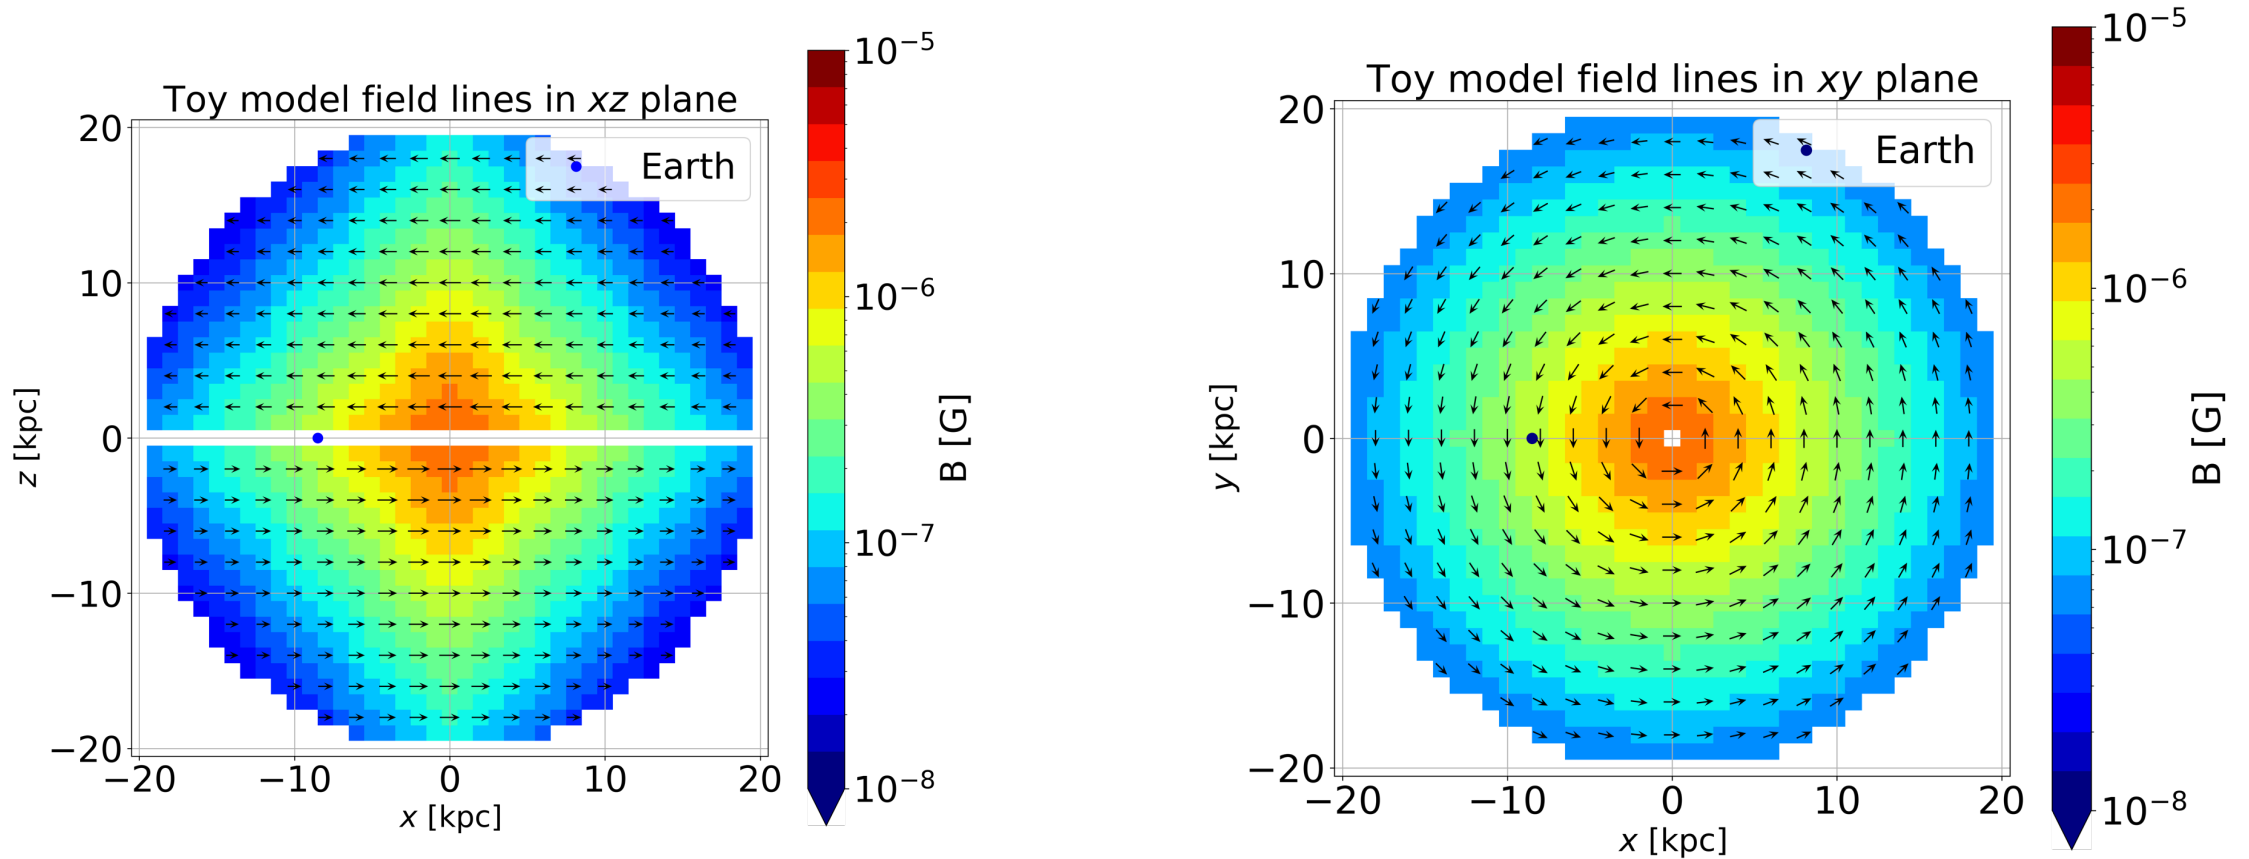 Toy model field lines in xz plane
Earth
20
10
0
−10
−20
−20
−10
0
10
20
x [kpc]
z [kpc]
10⁻⁵
10⁻⁶
10⁻⁷
10⁻⁸
B [G]
Toy model field lines in xy plane
Earth
20
10
0
−10
−20
−20
−10
0
10
20
x [kpc]
y [kpc]
10⁻⁵
10⁻⁶
10⁻⁷
10⁻⁸
B [G]